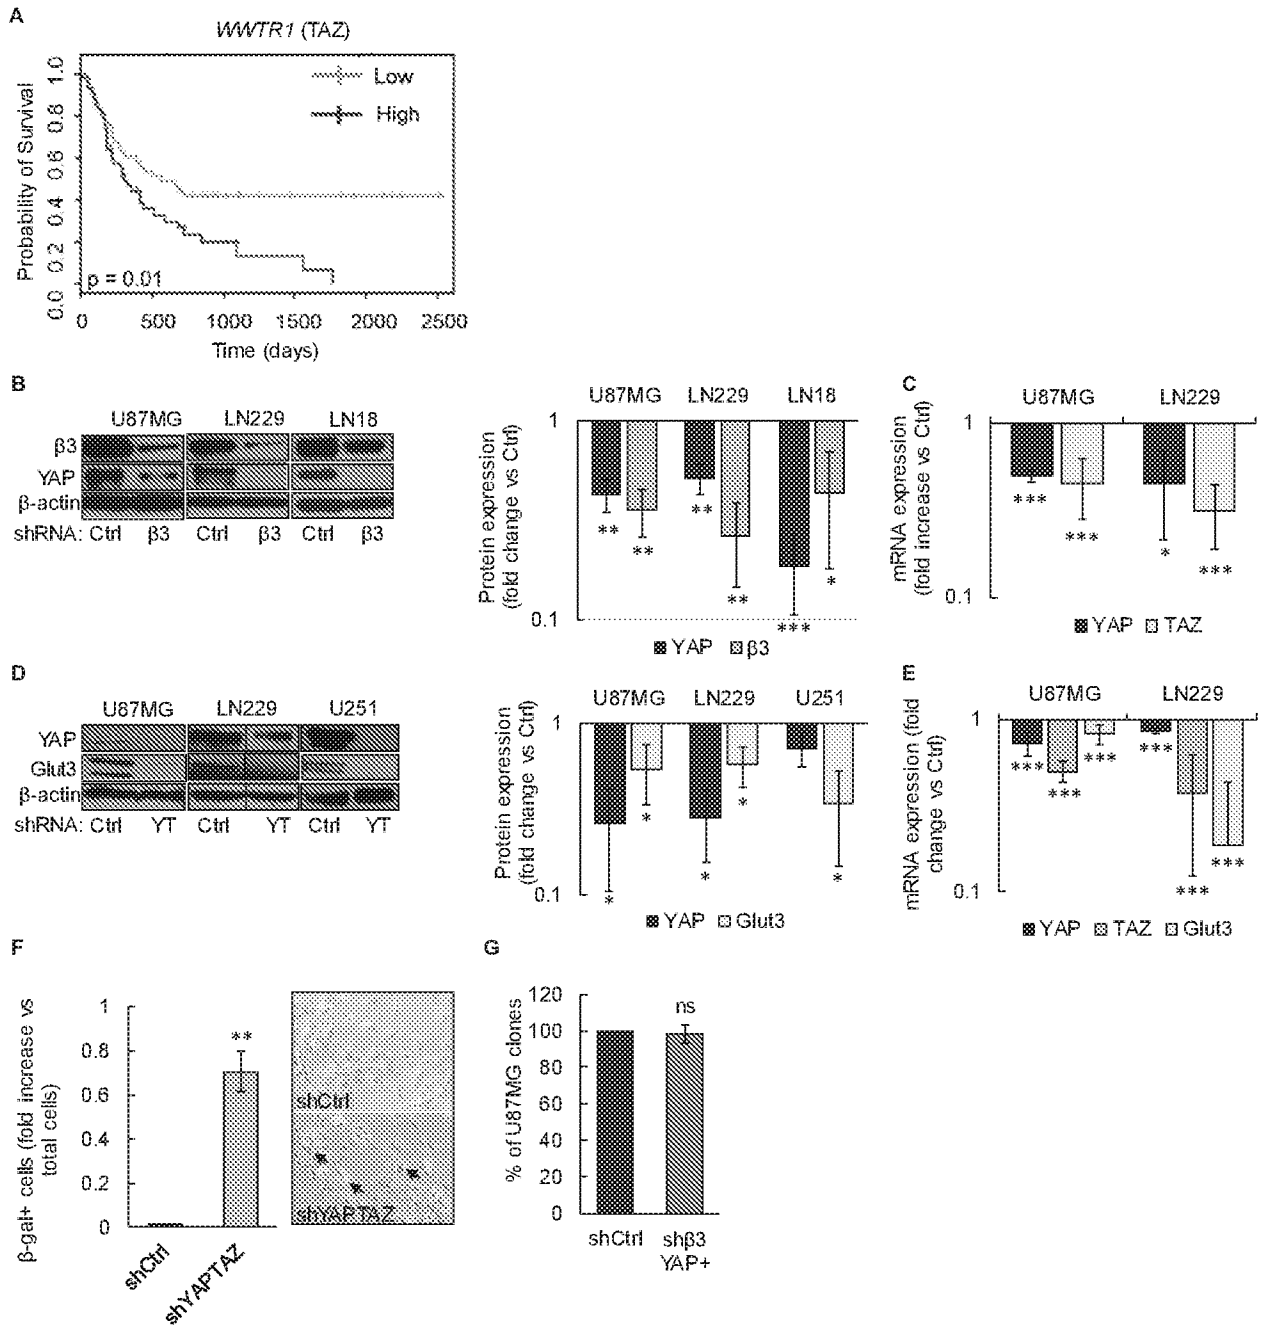 A
WWTR1 (TAZ)
Probability of Survival
1.0
0.8
0.6
0.4
0.2
0.0
Low
High
p = 0.01
0 500 1000 1500 2000 2500
Time (days)
B
U87MG LN229 LN18
β3
YAP
β-actin
shRNA: Ctrl β3 Ctrl β3 Ctrl β3
U87MG LN229 LN18
Protein expression
(fold change vs Ctrl)
1
0.1
** ** ** ** *** *
YAP β3
C
U87MG LN229
mRNA expression
(fold increase vs Ctrl)
1
0.1
*** *** * ***
YAP TAZ
D
U87MG LN229 U251
YAP
Glut3
β-actin
shRNA: Ctrl YT Ctrl YT Ctrl YT
U87MG LN229 U251
Protein expression
(fold change vs Ctrl)
1
0.1
* * * * *
YAP Glut3
E
U87MG LN229
mRNA expression (fold
change vs Ctrl)
1
0.1
*** *** *** *** *** ***
YAP TAZ Glut3
F
β-gal+ cells (fold increase vs
total cells)
1
0.8
0.6
0.4
0.2
0
**
shCtrl
shYAPTAZ
shCtrl
shYAPTAZ
G
% of U87MG clones
120
100
80
60
40
20
0
ns
shCtrl shβ3
YAP+